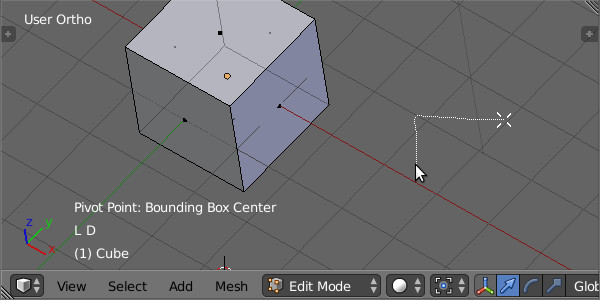 User Ortho
Pivot Point: Bounding Box Center
L D
(1) Cube
z
y
x
View Select Add Mesh Edit Mode Glob